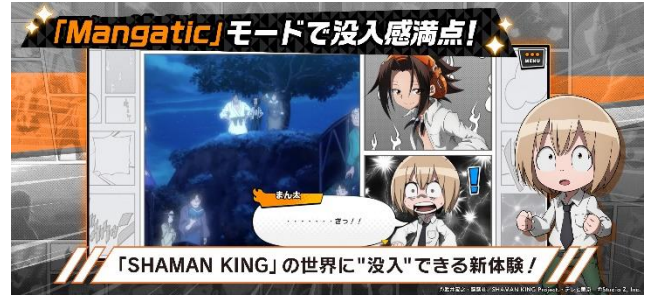 「Mangatic」モードで没入感満点!
MENU
まん太
・・・・・・・・きっ!!
「SHAMAN KING」の世界に"没入"できる新体験!